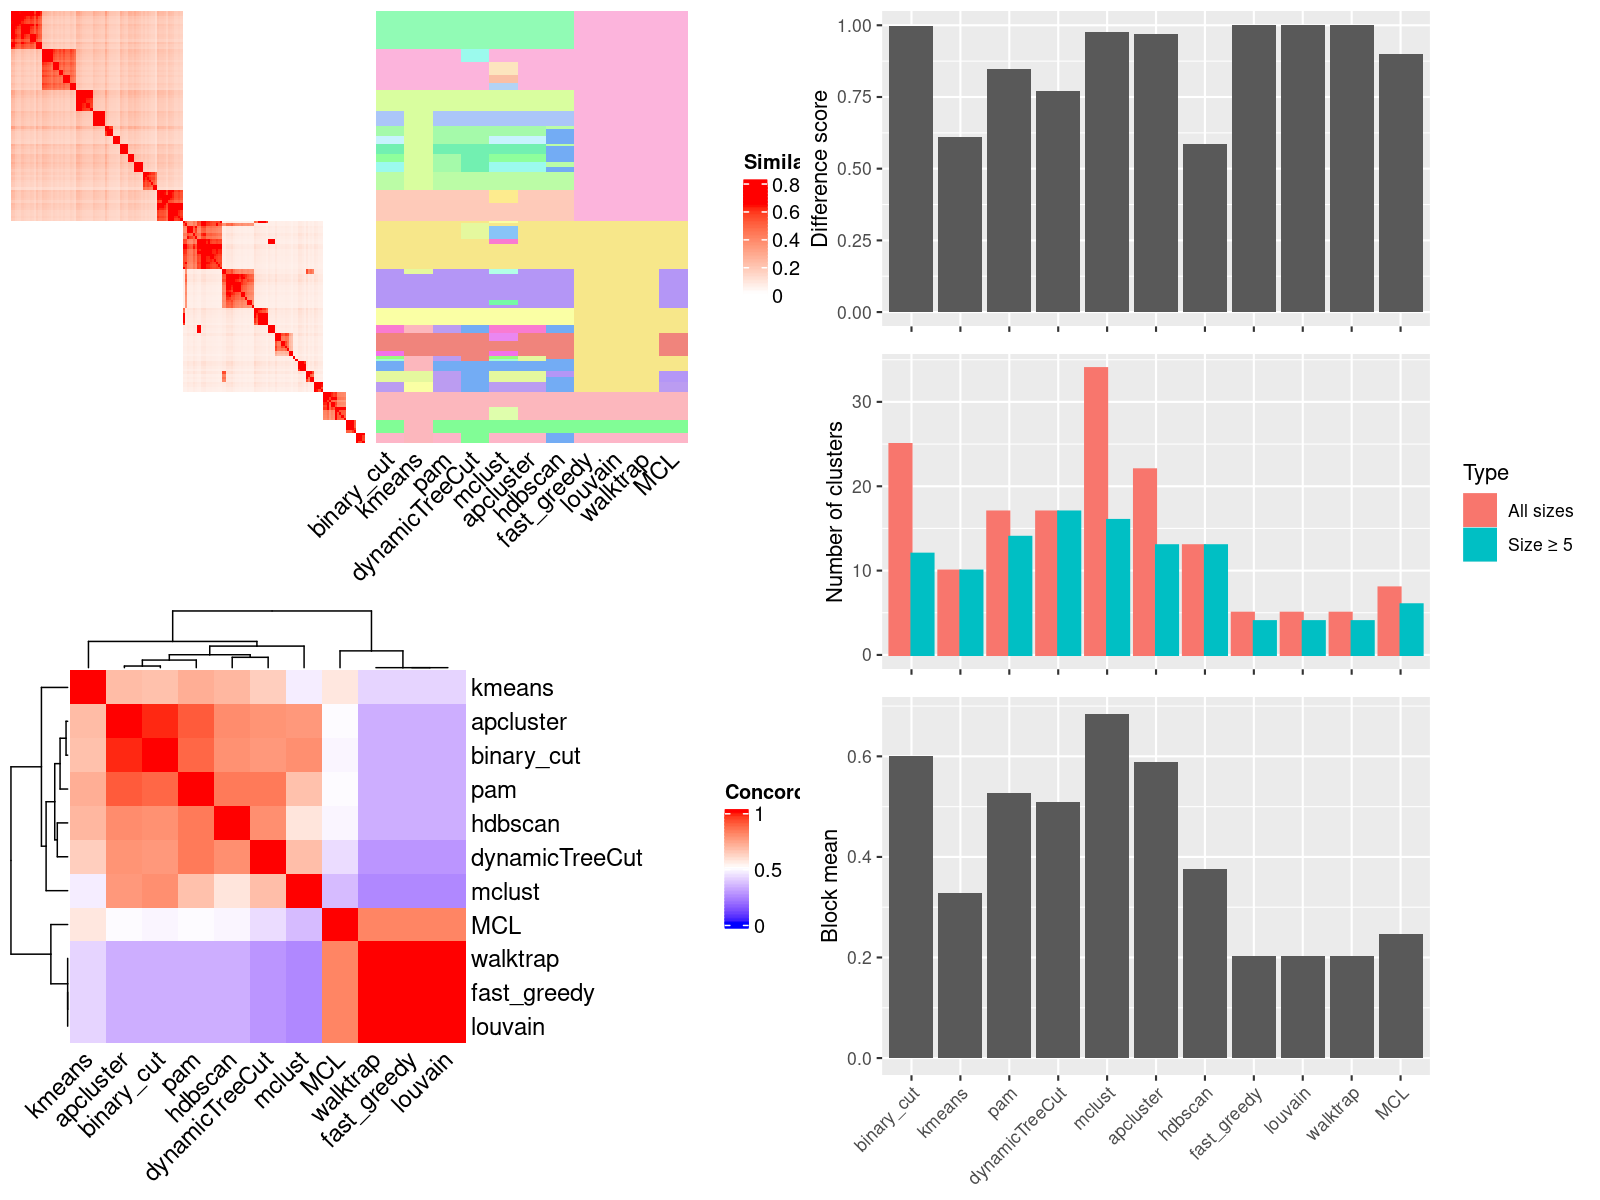 Simila
0.8
0.6
0.4
0.2
0
binary_cut
kmeans
pam
dynamicTreeCut
mclust
apcluster
hdbscan
fast_greedy
louvain
walktrap
MCL
kmeans
apcluster
binary_cut
pam
hdbscan
dynamicTreeCut
mclust
MCL
walktrap
fast_greedy
louvain
Concord
1
0.5
0
kmeans
apcluster
binary_cut
pam
hdbscan
dynamicTreeCut
mclust
MCL
walktrap
fast_greedy
louvain
Difference score
1.00
0.75
0.50
0.25
0.00
Number of clusters
30
20
10
0
Type
All sizes
Size ≥ 5
Block mean
0.6
0.4
0.2
0.0
binary_cut
kmeans
pam
dynamicTreeCut
mclust
apcluster
hdbscan
fast_greedy
louvain
walktrap
MCL